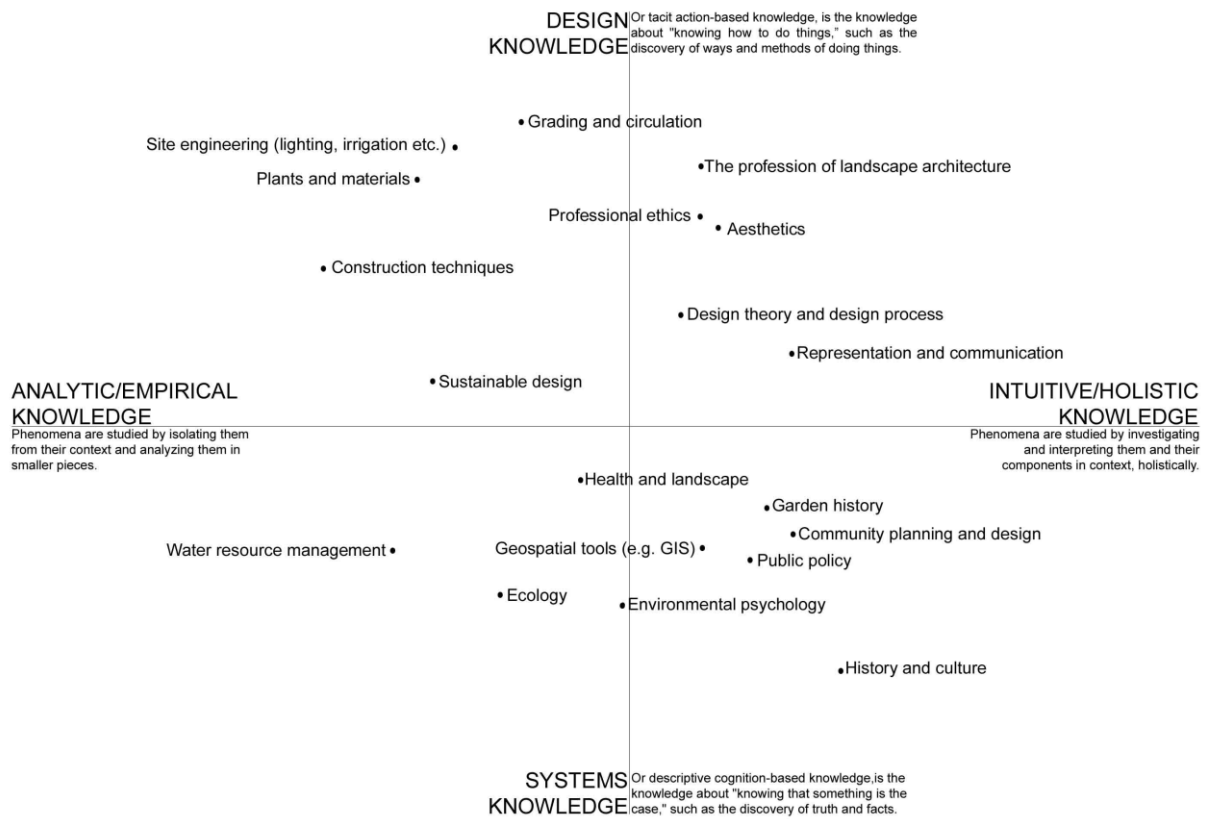 DESIGN
KNOWLEDGE
Or tacit action-based knowledge, is the knowledge
about "knowing how to do things,” such as the
discovery of ways and methods of doing things.
Grading and circulation
Site engineering (lighting, irrigation etc.)
The profession of landscape architecture
Plants and materials
Professional ethics
Aesthetics
Construction techniques
Design theory and design process
Representation and communication
Sustainable design
ANALYTIC/EMPIRICAL
KNOWLEDGE
Phenomena are studied by isolating them
from their context and analyzing them in
smaller pieces.
INTUITIVE/HOLISTIC
KNOWLEDGE
Phenomena are studied by investigating
and interpreting them and their
components in context, holistically.
Health and landscape
Garden history
Community planning and design
Water resource management
Geospatial tools (e.g. GIS)
Public policy
Ecology
Environmental psychology
History and culture
SYSTEMS
KNOWLEDGE
Or descriptive cognition-based knowledge,is the
knowledge about "knowing that something is the
case," such as the discovery of truth and facts.